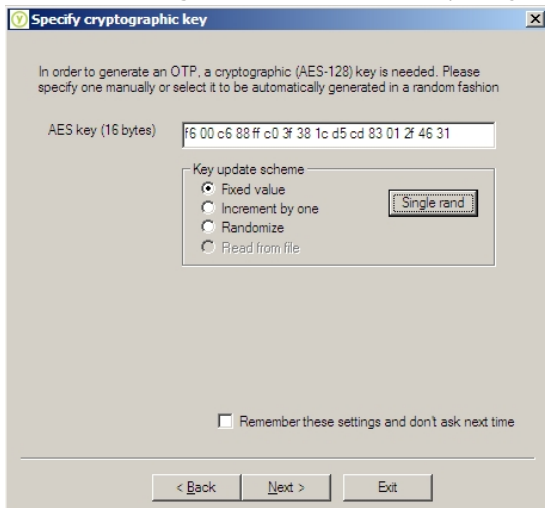 Specify cryptographic key
In order to generate an OTP, a cryptographic (AES-128) key is needed. Please
specify one manually or select it to be automatically generated in a random fashion
AES key (16 bytes)
f6 00 c6 88 ff c0 3f 38 1c d5 cd 83 01 2f 46 31
Key update scheme
Fixed value
Increment by one
Single rand
Randomize
Read from file
Remember these settings and don't ask next time
< Back
Next >
Exit